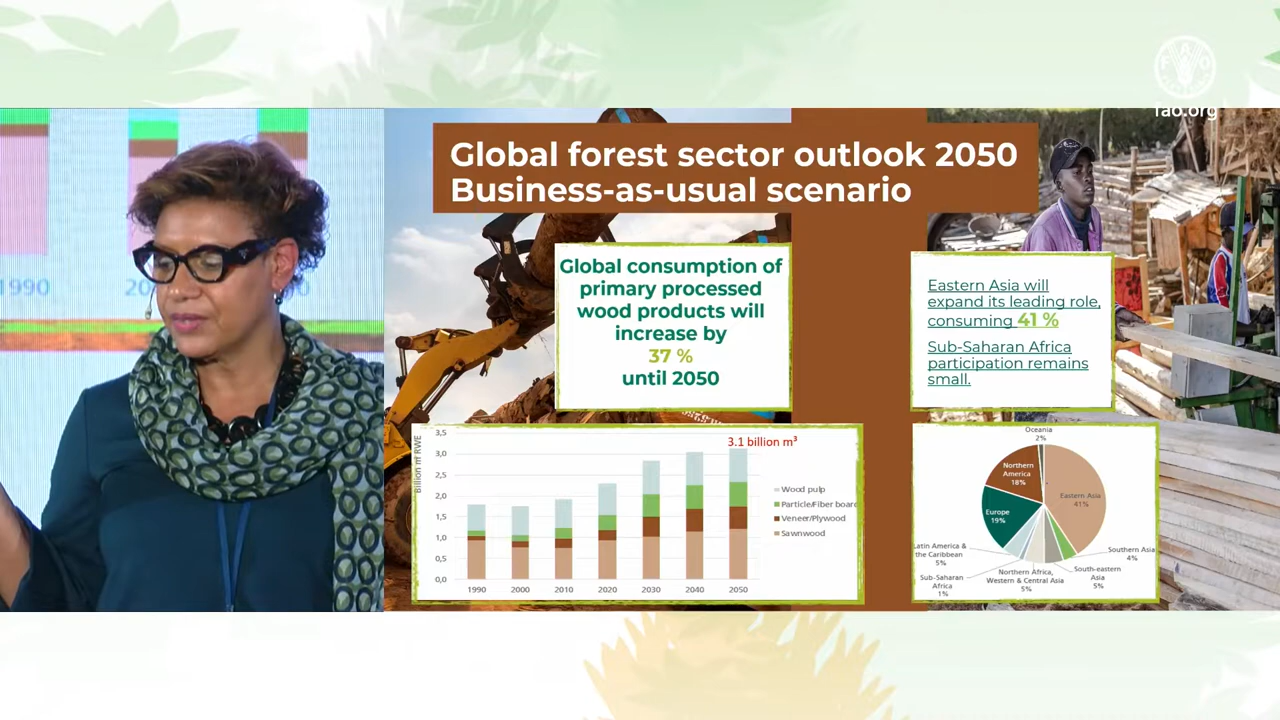 fao.org
1990
20
Global forest sector outlook 2050
Business-as-usual scenario
Global consumption of
primary processed
wood products will
increase by
37 %
until 2050
Eastern Asia will
expand its leading role,
consuming 41 %
Sub-Saharan Africa
participation remains
small.
Billion m³ RWE
3,5
3,0
2,5
2,0
1,5
1,0
0,5
0,0
3.1 billion m³
Wood pulp
Particle/Fiber board
Veneer/Plywood
Sawnwood
1990 2000 2010 2020 2030 2040 2050
Oceania
2%
Northern
America
18%
Eastern Asia
41%
Europe
19%
Latin America &
the Caribbean
5%
Sub-Saharan
Africa
1%
Northern Africa,
Western & Central Asia
5%
South-eastern
Asia
5%
Southern Asia
4%